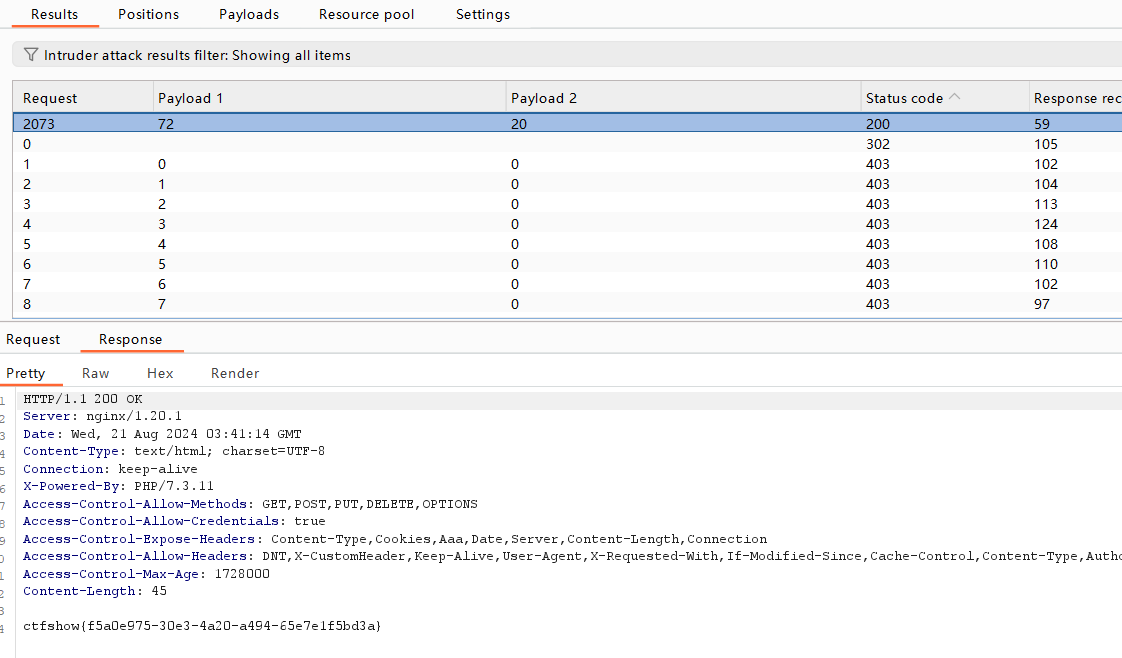 Results Positions Payloads Resource pool Settings
Intruder attack results filter: Showing all items
Request Payload 1 Payload 2 Status code Response rec
2073 72 20 200 59
0 302 105
1 0 0 403 102
2 1 0 403 104
3 2 0 403 113
4 3 0 403 124
5 4 0 403 108
6 5 0 403 110
7 6 0 403 102
8 7 0 403 97
Request Response
Pretty Raw Hex Render
1 HTTP/1.1 200 OK
2 Server: nginx/1.20.1
3 Date: Wed, 21 Aug 2024 03:41:14 GMT
4 Content-Type: text/html; charset=UTF-8
5 Connection: keep-alive
6 X-Powered-By: PHP/7.3.11
7 Access-Control-Allow-Methods: GET,POST,PUT,DELETE,OPTIONS
8 Access-Control-Allow-Credentials: true
9 Access-Control-Expose-Headers: Content-Type,Cookies,Aaa,Date,Server,Content-Length,Connection
0 Access-Control-Allow-Headers: DNT,X-CustomHeader,Keep-Alive,User-Agent,X-Requested-With,If-Modified-Since,Cache-Control,Content-Type,Autho
1 Access-Control-Max-Age: 1728000
2 Content-Length: 45
3
4 ctfshow{f5a0e975-30e3-4a20-a494-65e7e1f5bd3a}